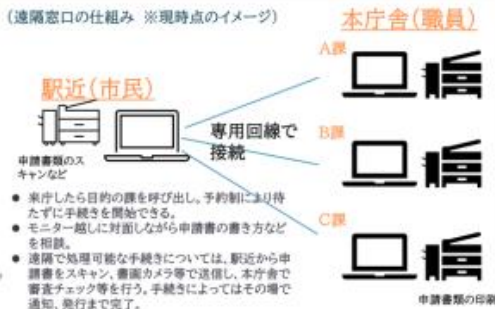 （遠隔窓口の仕組み ※現時点のイメージ）
本庁舎（職員）
A課
駅近（市民）
専用回線で
接続
B課
申請書類のス
キャンなど
● 来庁したら目的の課を呼び出し、予約制により待
たずに手続きを開始できる。
● モニター越しに対面しながら申請書の書き方など
を相談。
● 遠隔で処理可能な手続きについては、駅近から申
請書をスキャン、書画カメラ等で送信し、本庁舎で
審査チェック等を行う。手続きによってはその場で
通知、発行まで完了。
C課
申請書類の印刷